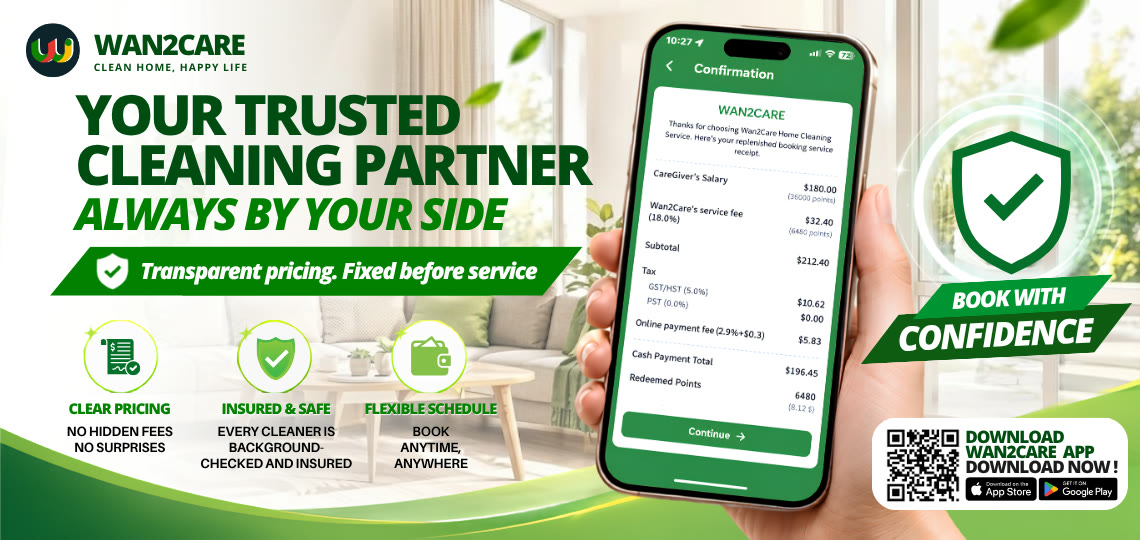 WAN2CARE
CLEAN HOME, HAPPY LIFE
YOUR TRUSTED
CLEANING PARTNER
ALWAYS BY YOUR SIDE
Transparent pricing. Fixed before service
CLEAR PRICING
NO HIDDEN FEES
NO SURPRISES
INSURED & SAFE
EVERY CLEANER IS
BACKGROUND-
CHECKED AND INSURED
FLEXIBLE SCHEDULE
BOOK
ANYTIME,
ANYWHERE
10:27
72
Confirmation
WAN2CARE
Thanks for choosing Wan2Care Home Cleaning
Service. Here's your replenished booking service
receipt.
CareGiver's Salary $180.00
(36000 points)
Wan2Care's service fee $32.40
(18.0%) (6480 points)
Subtotal $212.40
Tax
GST/HST (5.0%) $10.62
PST (0.0%) $0.00
Online payment fee (2.9%+$0.3) $5.83
Cash Payment Total $196.45
Redeemed Points 6480
(8.12 $)
Continue →
BOOK WITH
CONFIDENCE
DOWNLOAD
WAN2CARE APP
DOWNLOAD NOW !
Download on the
App Store
GET IT ON
Google Play